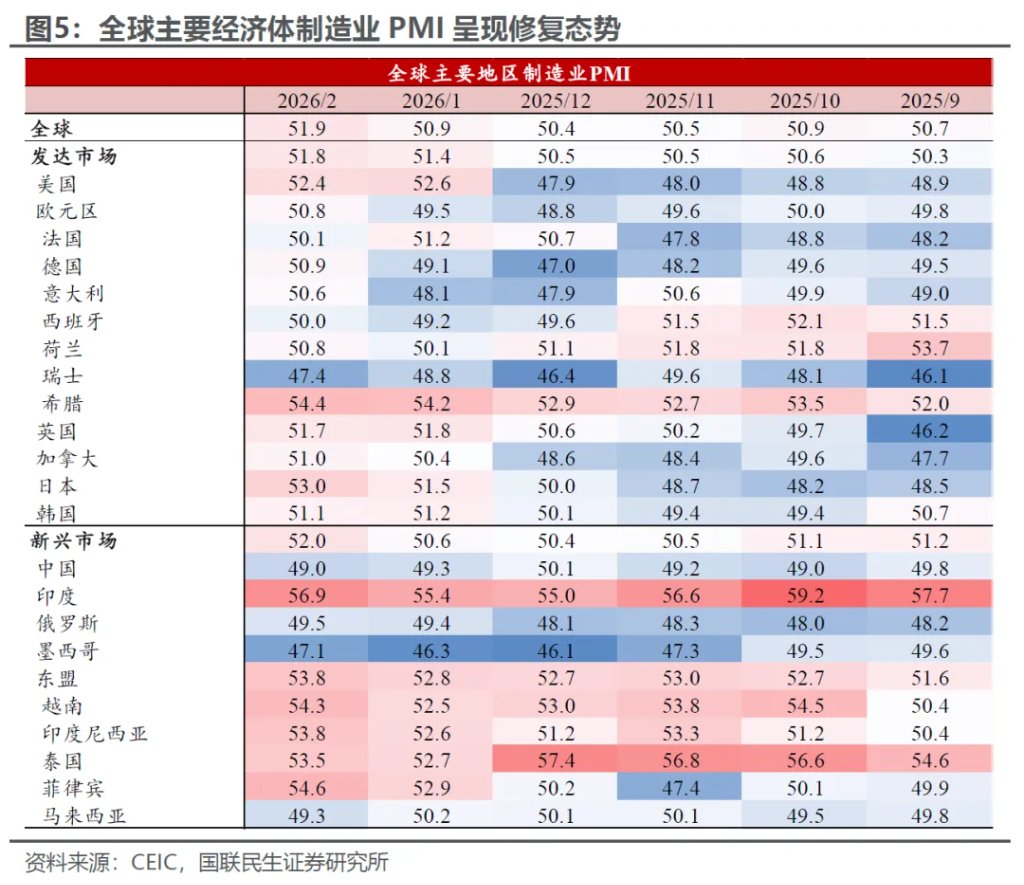 图5：全球主要经济体制造业 PMI 呈现修复态势
全球主要地区制造业PMI
2026/2 2026/1 2025/12 2025/11 2025/10 2025/9
全球 51.9 50.9 50.4 50.5 50.9 50.7
发达市场 51.8 51.4 50.5 50.5 50.6 50.3
美国 52.4 52.6 47.9 48.0 48.8 48.9
欧元区 50.8 49.5 48.8 49.6 50.0 49.8
法国 50.1 51.2 50.7 47.8 48.8 48.2
德国 50.9 49.1 47.0 48.2 49.6 49.5
意大利 50.6 48.1 47.9 50.6 49.9 49.0
西班牙 50.0 49.2 49.6 51.5 52.1 51.5
荷兰 50.8 50.1 51.1 51.8 51.8 53.7
瑞士 47.4 48.8 46.4 49.6 48.1 46.1
希腊 54.4 54.2 52.9 52.7 53.5 52.0
英国 51.7 51.8 50.6 50.2 49.7 46.2
加拿大 51.0 50.4 48.6 48.4 49.6 47.7
日本 53.0 51.5 50.0 48.7 48.2 48.5
韩国 51.1 51.2 50.1 49.4 49.4 50.7
新兴市场 52.0 50.6 50.4 50.5 51.1 51.2
中国 49.0 49.3 50.1 49.2 49.0 49.8
印度 56.9 55.4 55.0 56.6 59.2 57.7
俄罗斯 49.5 49.4 48.1 48.3 48.0 48.2
墨西哥 47.1 46.3 46.1 47.3 49.5 49.6
东盟 53.8 52.8 52.7 53.0 52.7 51.6
越南 54.3 52.5 53.0 53.8 54.5 50.4
印度尼西亚 53.8 52.6 51.2 53.3 51.2 50.4
泰国 53.5 52.7 57.4 56.8 56.6 54.6
菲律宾 54.6 52.9 50.2 47.4 50.1 49.9
马来西亚 49.3 50.2 50.1 50.1 49.5 49.8
资料来源：CEIC，国联民生证券研究所